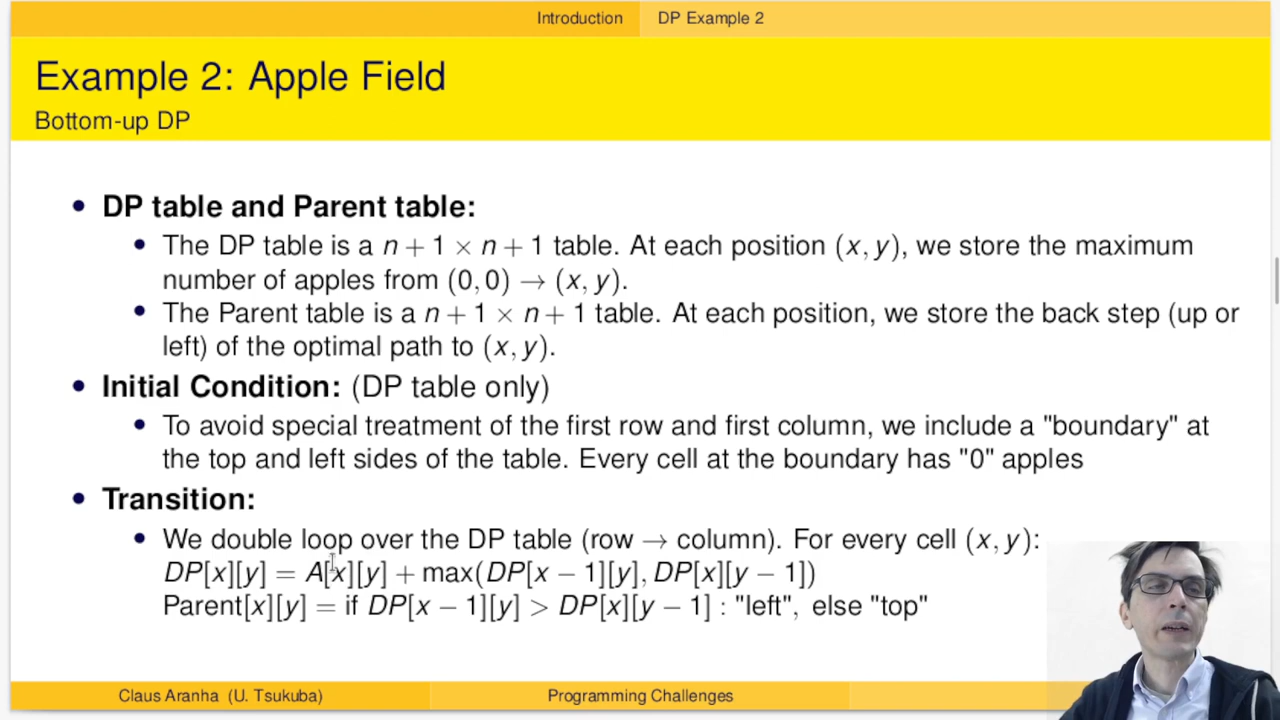 Introduction DP Example 2
Example 2: Apple Field
Bottom-up DP
• DP table and Parent table:
• The DP table is a n + 1 × n + 1 table. At each position (x, y), we store the maximum
number of apples from (0, 0) → (x, y).
• The Parent table is a n + 1 × n + 1 table. At each position, we store the back step (up or
left) of the optimal path to (x, y).
• Initial Condition: (DP table only)
• To avoid special treatment of the first row and first column, we include a "boundary" at
the top and left sides of the table. Every cell at the boundary has "0" apples
• Transition:
• We double loop over the DP table (row → column). For every cell (x, y):
DP[x][y] = A[x][y] + max(DP[x − 1][y], DP[x][y − 1])
Parent[x][y] = if DP[x − 1][y] > DP[x][y − 1] : "left", else "top"
Claus Aranha (U. Tsukuba) Programming Challenges